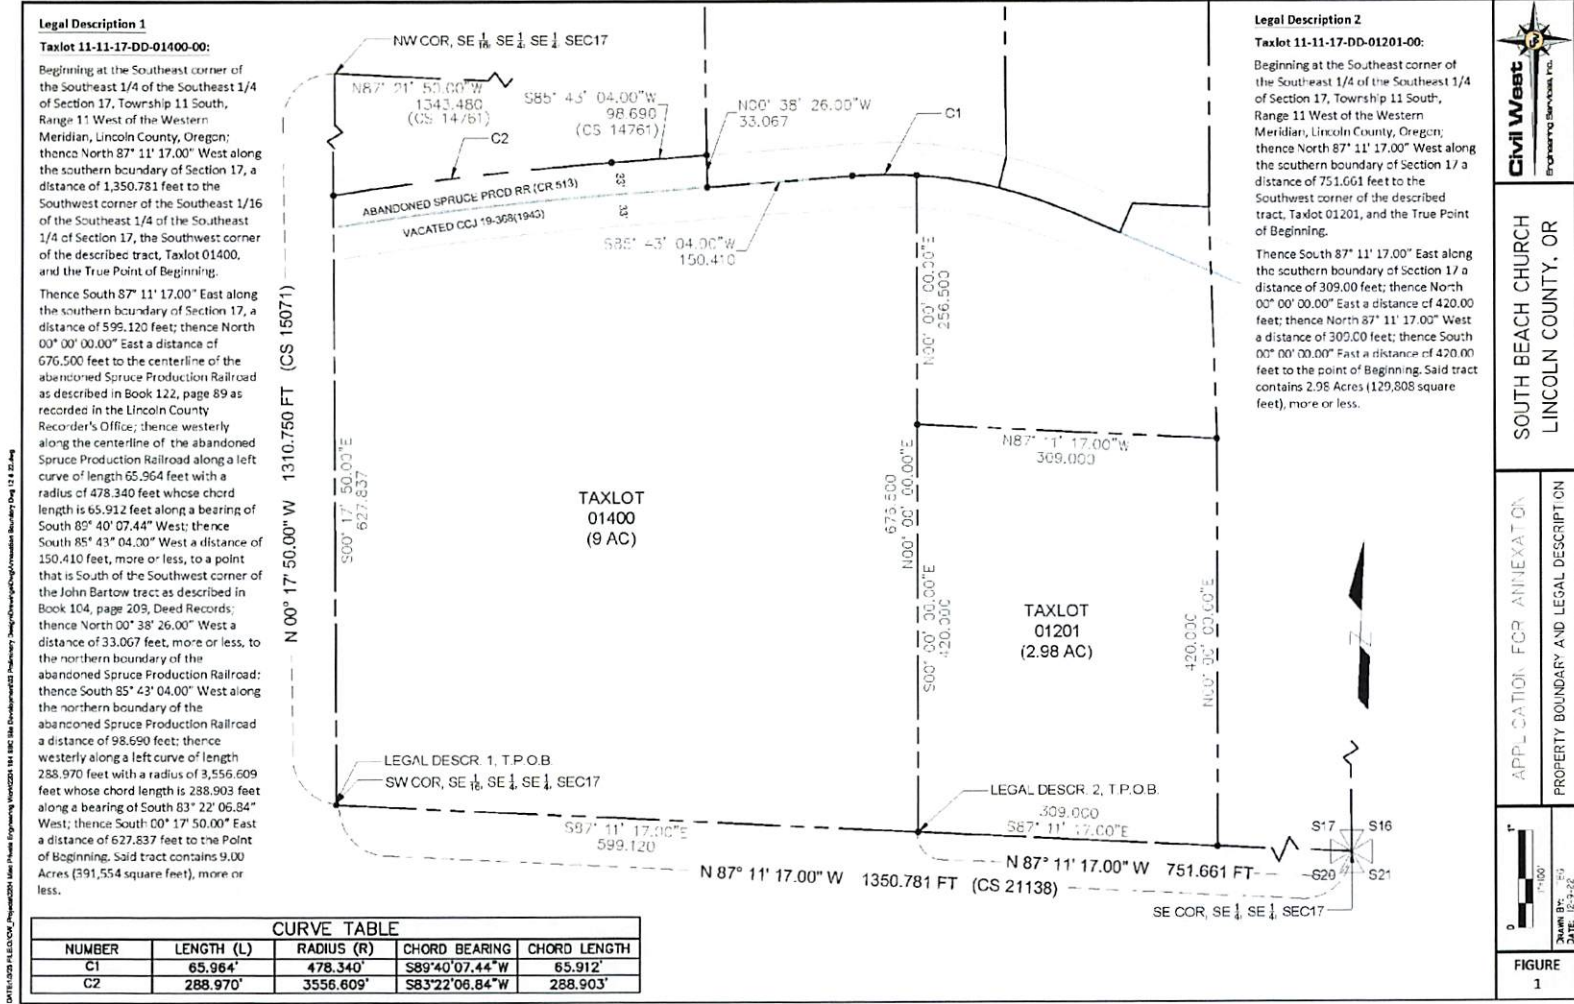 Legal Description 1
Taxlot 11-11-17-DD-01400-00:
Beginning at the Southeast corner of
the Southeast 1/4 of the Southeast 1/4
of Section 17, Township 11 South,
Range 11 West of the Western
Meridian, Lincoln County, Oregon;
thence North 87° 11' 17.00" West along
the southern boundary of Section 17, a
distance of 1,350.781 feet to the
Southwest corner of the Southeast 1/16
of the Southeast 1/4 of the Southeast
1/4 of Section 17, the Southwest corner
of the described tract, Taxlot 01400,
and the True Point of Beginning.
Thence South 87° 11' 17.00" East along
the southern boundary of Section 17, a
distance of 599.120 feet; thence North
00° 00' 00.00" East a distance of
676.500 feet to the centerline of the
abandoned Spruce Production Railroad
as described in Book 122, page 89 as
recorded in the Lincoln County
Recorder's Office; thence westerly
along the centerline of the abandoned
Spruce Production Railroad along a left
curve of length 65.964 feet with a
radius of 478.340 feet whose chord
length is 65.912 feet along a bearing of
South 89° 40' 07.44" West; thence
South 85° 43" 04.00" West a distance of
150.410 feet, more or less, to a point
that is South of the Southwest corner of
the John Bartow tract as described in
Book 104, page 209, Deed Records;
thence North 00° 38' 26.00" West a
distance of 33.067 feet, more or less, to
the northern boundary of the
abandoned Spruce Production Railroad;
thence South 85° 43' 04.00" West along
the northern boundary of the
abandoned Spruce Production Railroad
a distance of 98.690 feet; thence
westerly along a left curve of length
288.970 feet with a radius of 3,556.609
feet whose chord length is 288.903 feet
along a bearing of South 83° 22' 06.84"
West; thence South 00° 17' 50.00" East
a distance of 627.837 feet to the Point
of Beginning. Said tract contains 9.00
Acres (391,554 square feet), more or
less.
NW COR, SE 1/16, SE 1/4, SE 1/4, SEC17
N87° 21' 50.00"W
1343.480
(CS 14761)
S85° 43' 04.00"W
98.690
(CS 14761)
N00° 38' 26.00"W
33.067
C1
C2
ABANDONED SPRUCE PROD RR (CR 513)
VACATED CCJ 19-368(1943)
33'
33'
S85° 43' 04.00"W
150.410
N00° 00' 00.00"E
256.500
N 00° 17' 50.00" W 1310.750 FT (CS 15071)
S00° 17' 50.00"E
627.837
TAXLOT
01400
(9 AC)
676.500
N00° 00' 00.00"E
N87° 11' 17.00"W
309.000
S00° 00' 00.00"E
420.000
TAXLOT
01201
(2.98 AC)
420.000
N00° 00' 00.00"E
LEGAL DESCR. 1, T.P.O.B.
SW COR, SE 1/16, SE 1/4, SE 1/4, SEC17
S87° 11' 17.00"E
599.120
LEGAL DESCR. 2, T.P.O.B.
309.000
S87° 11' 17.00"E
N 87° 11' 17.00" W 751.661 FT
N 87° 11' 17.00" W 1350.781 FT (CS 21138)
S17 S16
S20 S21
SE COR, SE 1/4, SE 1/4, SEC17
N
Legal Description 2
Taxlot 11-11-17-DD-01201-00:
Beginning at the Southeast corner of
the Southeast 1/4 of the Southeast 1/4
of Section 17, Township 11 South,
Range 11 West of the Western
Meridian, Lincoln County, Oregon;
thence North 87° 11' 17.00" West along
the southern boundary of Section 17 a
distance of 751.661 feet to the
Southwest corner of the described
tract, Taxlot 01201, and the True Point
of Beginning.
Thence South 87° 11' 17.00" East along
the southern boundary of Section 17 a
distance of 309.00 feet; thence North
00° 00' 00.00" East a distance of 420.00
feet; thence North 87° 11' 17.00" West
a distance of 309.00 feet; thence South
00° 00' 00.00" East a distance of 420.00
feet to the point of Beginning. Said tract
contains 2.98 Acres (129,808 square
feet), more or less.
CURVE TABLE
NUMBER LENGTH (L) RADIUS (R) CHORD BEARING CHORD LENGTH
C1 65.964' 478.340' S89°40'07.44"W 65.912'
C2 288.970' 3556.609' S83°22'06.84"W 288.903'
Civil West
Engineering Services, Inc.
SOUTH BEACH CHURCH
LINCOLN COUNTY, OR
APPLICATION FOR ANNEXATION
PROPERTY BOUNDARY AND LEGAL DESCRIPTION
0 1"
1"=100'
DRAWN BY:
DATE: 12-9-22
FIGURE
1